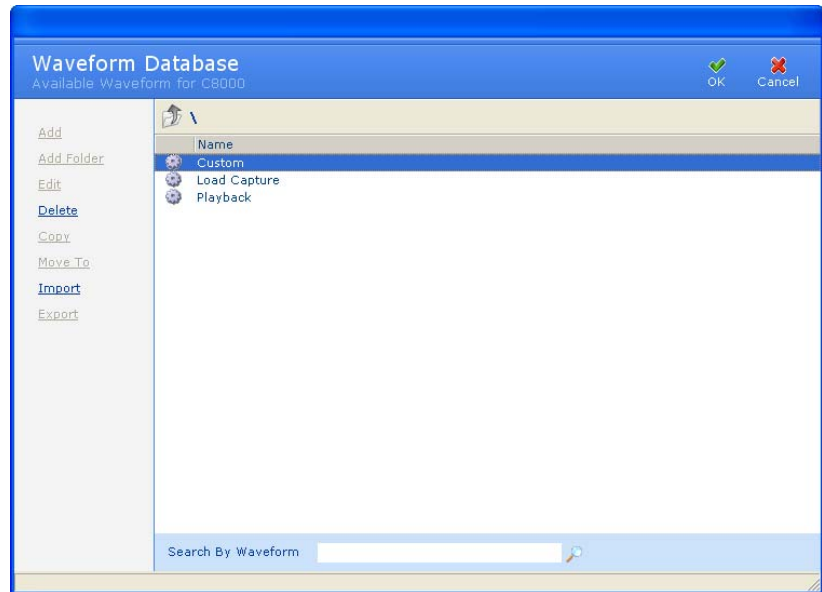 Waveform Database
Available Waveform for C8000
OK
Cancel
Add
Add Folder
Edit
Delete
Copy
Move To
Import
Export
\
Name
Custom
Load Capture
Playback
Search By Waveform